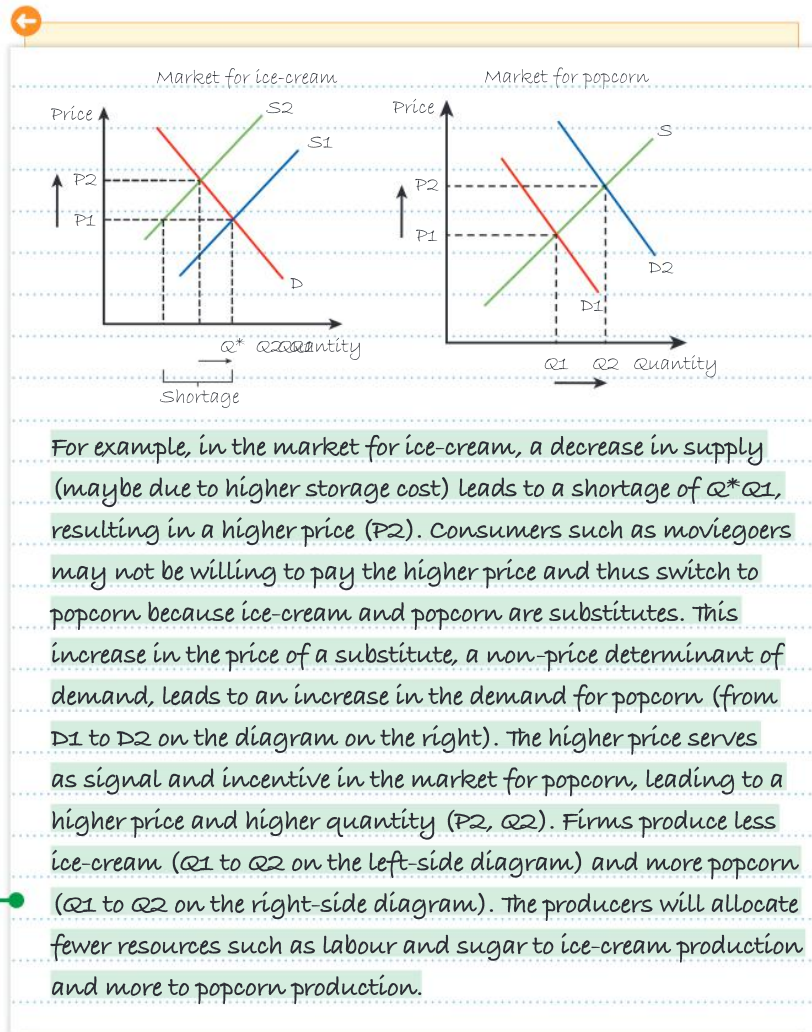 Market for ice-cream
Market for popcorn
Price
S2
S1
P2
P1
D
Q* Q2 Quantity
Shortage
Price
S
P2
P1
D2
D1
Q1 Q2 Quantity
For example, in the market for ice-cream, a decrease in supply
(maybe due to higher storage cost) leads to a shortage of Q*Q1,
resulting in a higher price (P2). Consumers such as moviegoers
may not be willing to pay the higher price and thus switch to
popcorn because ice-cream and popcorn are substitutes. This
increase in the price of a substitute, a non-price determinant of
demand, leads to an increase in the demand for popcorn (from
D1 to D2 on the diagram on the right). The higher price serves
as signal and incentive in the market for popcorn, leading to a
higher price and higher quantity (P2, Q2). Firms produce less
ice-cream (Q1 to Q2 on the left-side diagram) and more popcorn
(Q1 to Q2 on the right-side diagram). The producers will allocate
fewer resources such as labour and sugar to ice-cream production
and more to popcorn production.